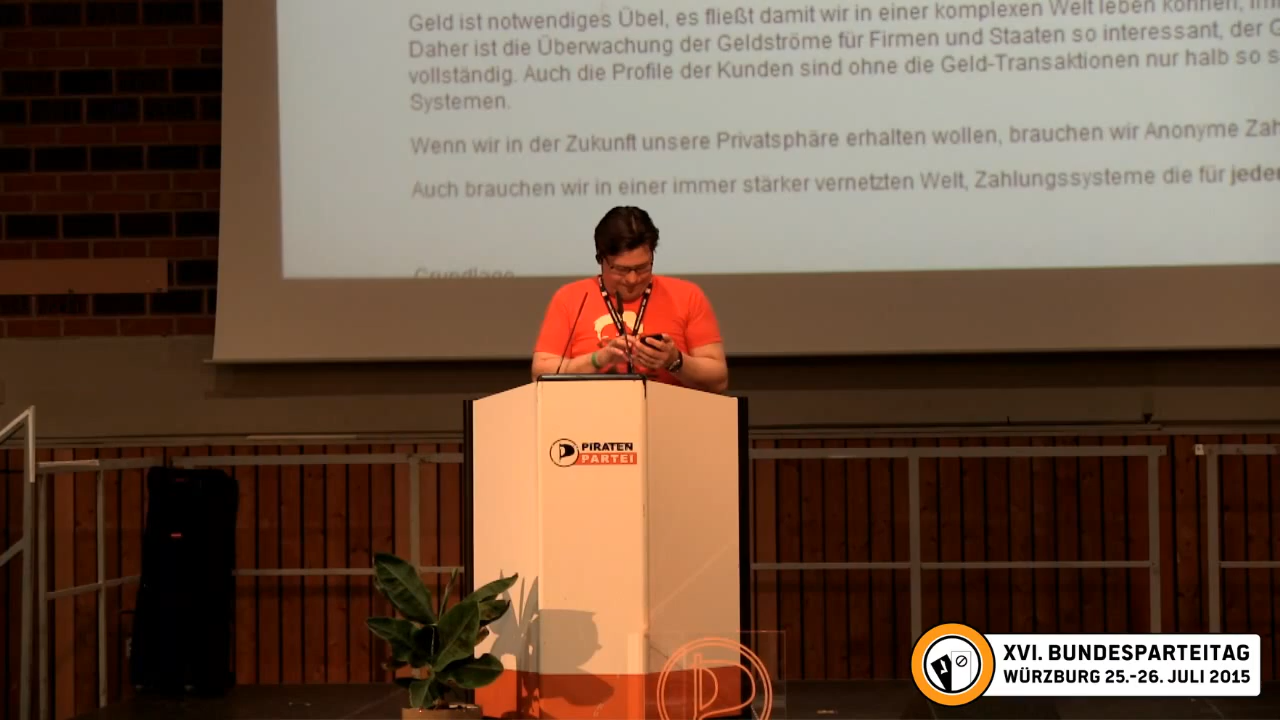 Geld ist notwendiges Übel, es fließt damit wir in einer komplexen Welt leben können,
Daher ist die Überwachung der Geldströme für Firmen und Staaten so interessant, der
vollständig. Auch die Profile der Kunden sind ohne die Geld-Transaktionen nur halb so
Systemen.
Wenn wir in der Zukunft unsere Privatsphäre erhalten wollen, brauchen wir Anonyme Zah
Auch brauchen wir in einer immer stärker vernetzten Welt, Zahlungssysteme die für jeden
Grundlage
PIRATEN
PARTEI
XVI. BUNDESPARTEITAG
WÜRZBURG 25.-26. JULI 2015